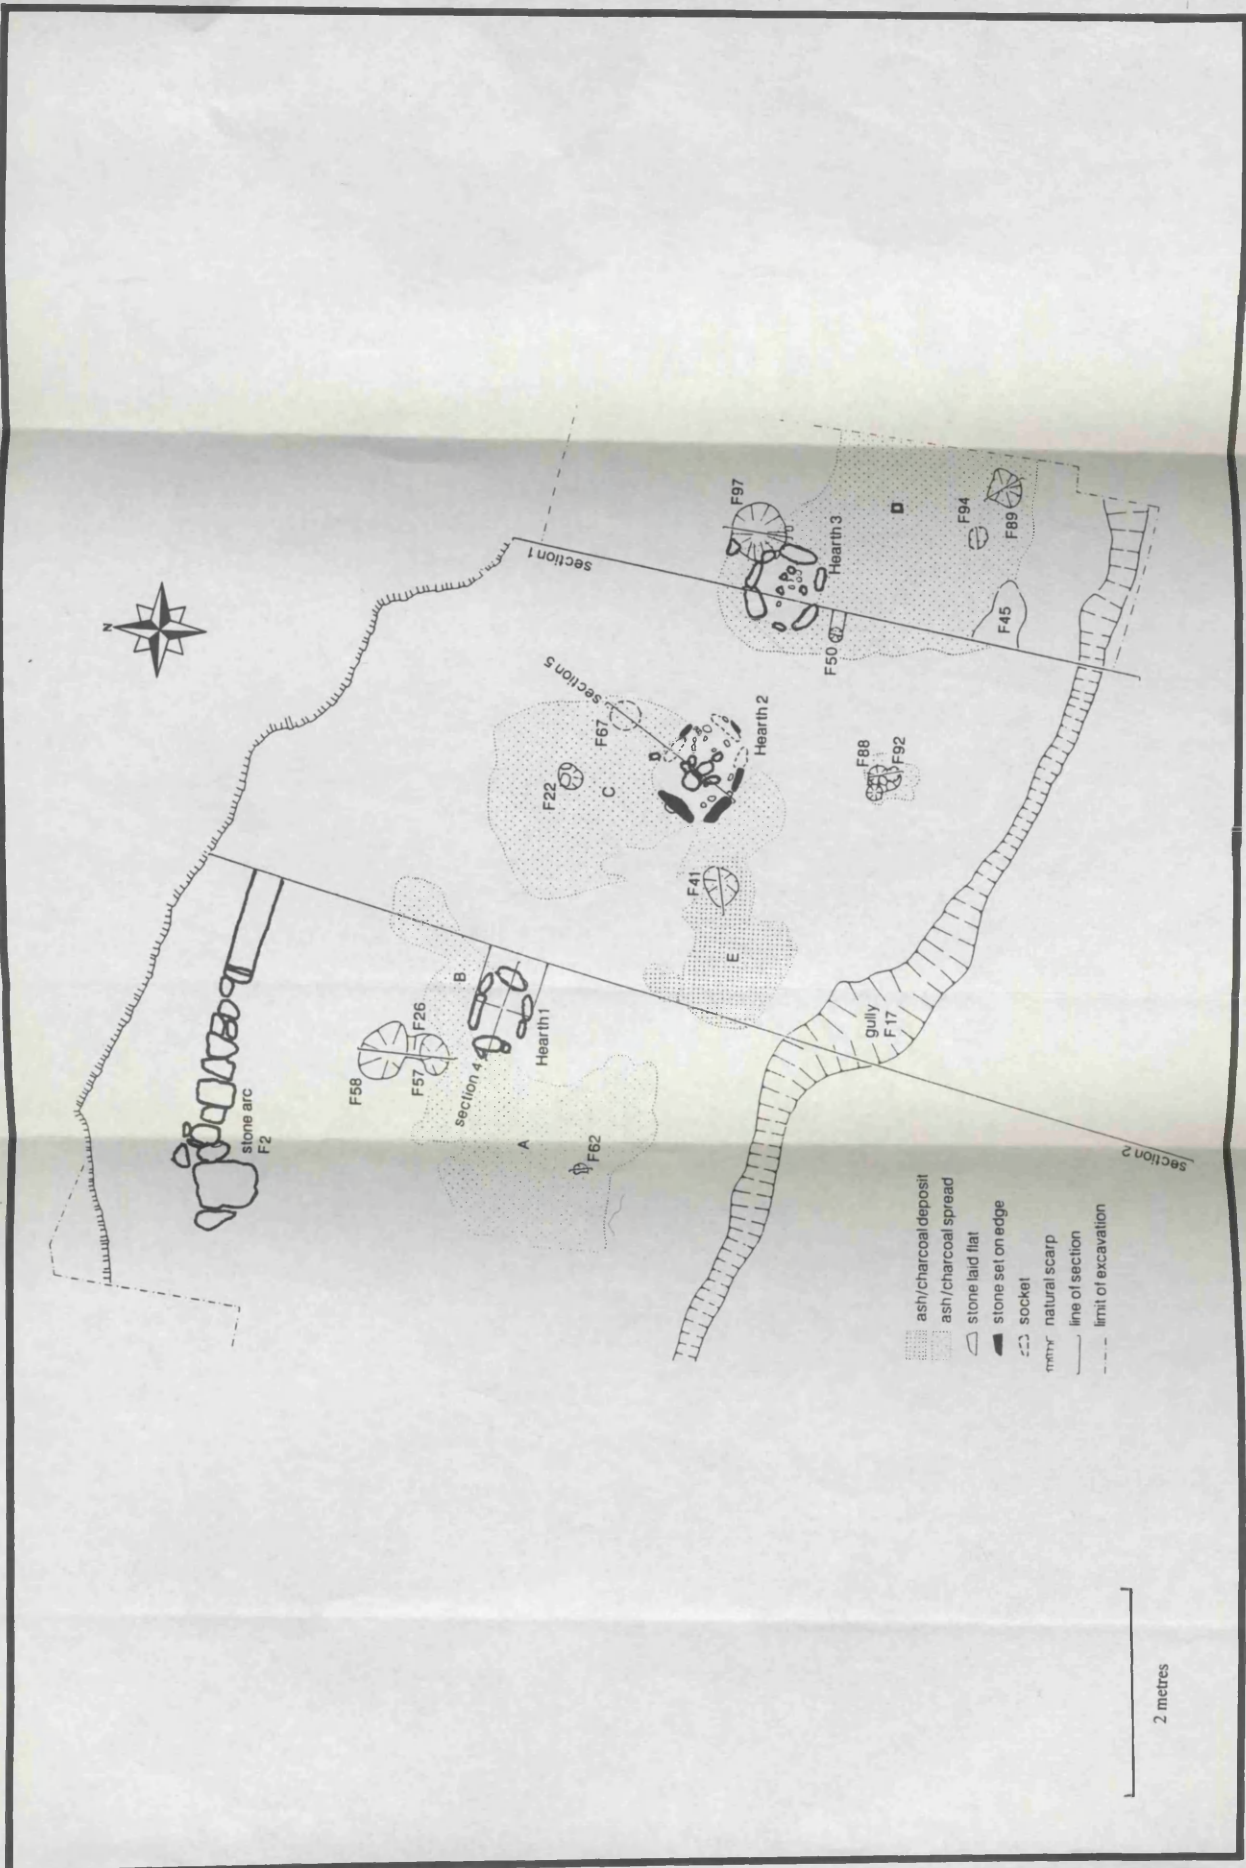 N
stone arc
F2
F58
F26
F57
section 4
B
A
F62
Hearth1
section 1
section 5
F67
F22
C
F41
E
Hearth 2
F88
F92
F97
Hearth 3
F50
D
F94
F89
F45
gully
F17
section 2
ash/charcoal deposit
ash/charcoal spread
stone laid flat
stone set on edge
socket
natural scarp
line of section
limit of excavation
2 metres